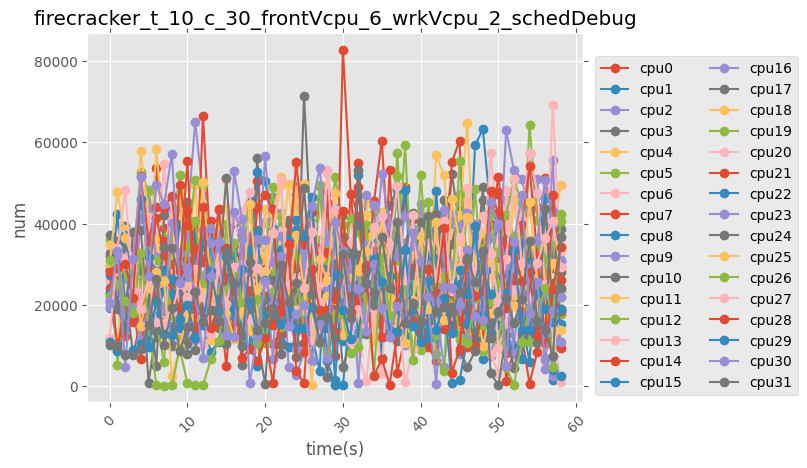 firecracker_t_10_c_30_frontVcpu_6_wrkVcpu_2_schedDebug
num
80000
60000
40000
20000
0
0
10
20
30
40
50
60
time(s)
cpu0
cpu1
cpu2
cpu3
cpu4
cpu5
cpu6
cpu7
cpu8
cpu9
cpu10
cpu11
cpu12
cpu13
cpu14
cpu15
cpu16
cpu17
cpu18
cpu19
cpu20
cpu21
cpu22
cpu23
cpu24
cpu25
cpu26
cpu27
cpu28
cpu29
cpu30
cpu31